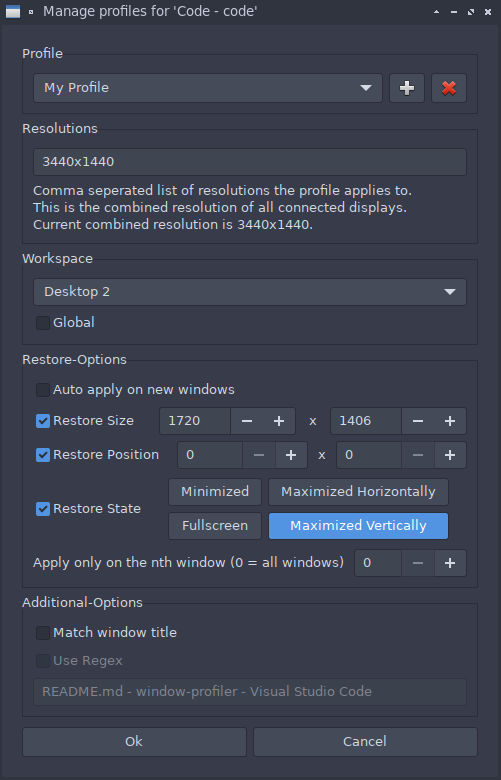 Manage profiles for 'Code - code'
Profile
My Profile
Resolutions
3440x1440
Comma seperated list of resolutions the profile applies to.
This is the combined resolution of all connected displays.
Current combined resolution is 3440x1440.
Workspace
Desktop 2
Global
Restore-Options
Auto apply on new windows
Restore Size 1720 x 1406
Restore Position 0 x 0
Restore State
Minimized Maximized Horizontally
Fullscreen Maximized Vertically
Apply only on the nth window (0 = all windows) 0
Additional-Options
Match window title
Use Regex
README.md - window-profiler - Visual Studio Code
Ok Cancel